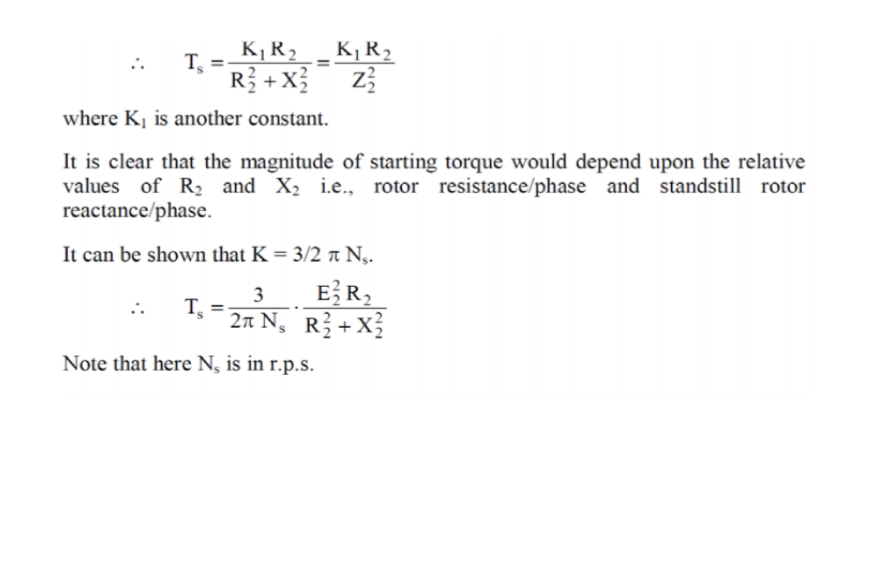 ∴ Tₛ = K₁ R₂ / (R₂² + X₂²) = K₁ R₂ / Z₂²
where K₁ is another constant.
It is clear that the magnitude of starting torque would depend upon the relative
values of R₂ and X₂ i.e., rotor resistance/phase and standstill rotor
reactance/phase.
It can be shown that K = 3/2 π Nₛ.
∴ Tₛ = 3 / (2π Nₛ) · E₂² R₂ / (R₂² + X₂²)
Note that here Nₛ is in r.p.s.